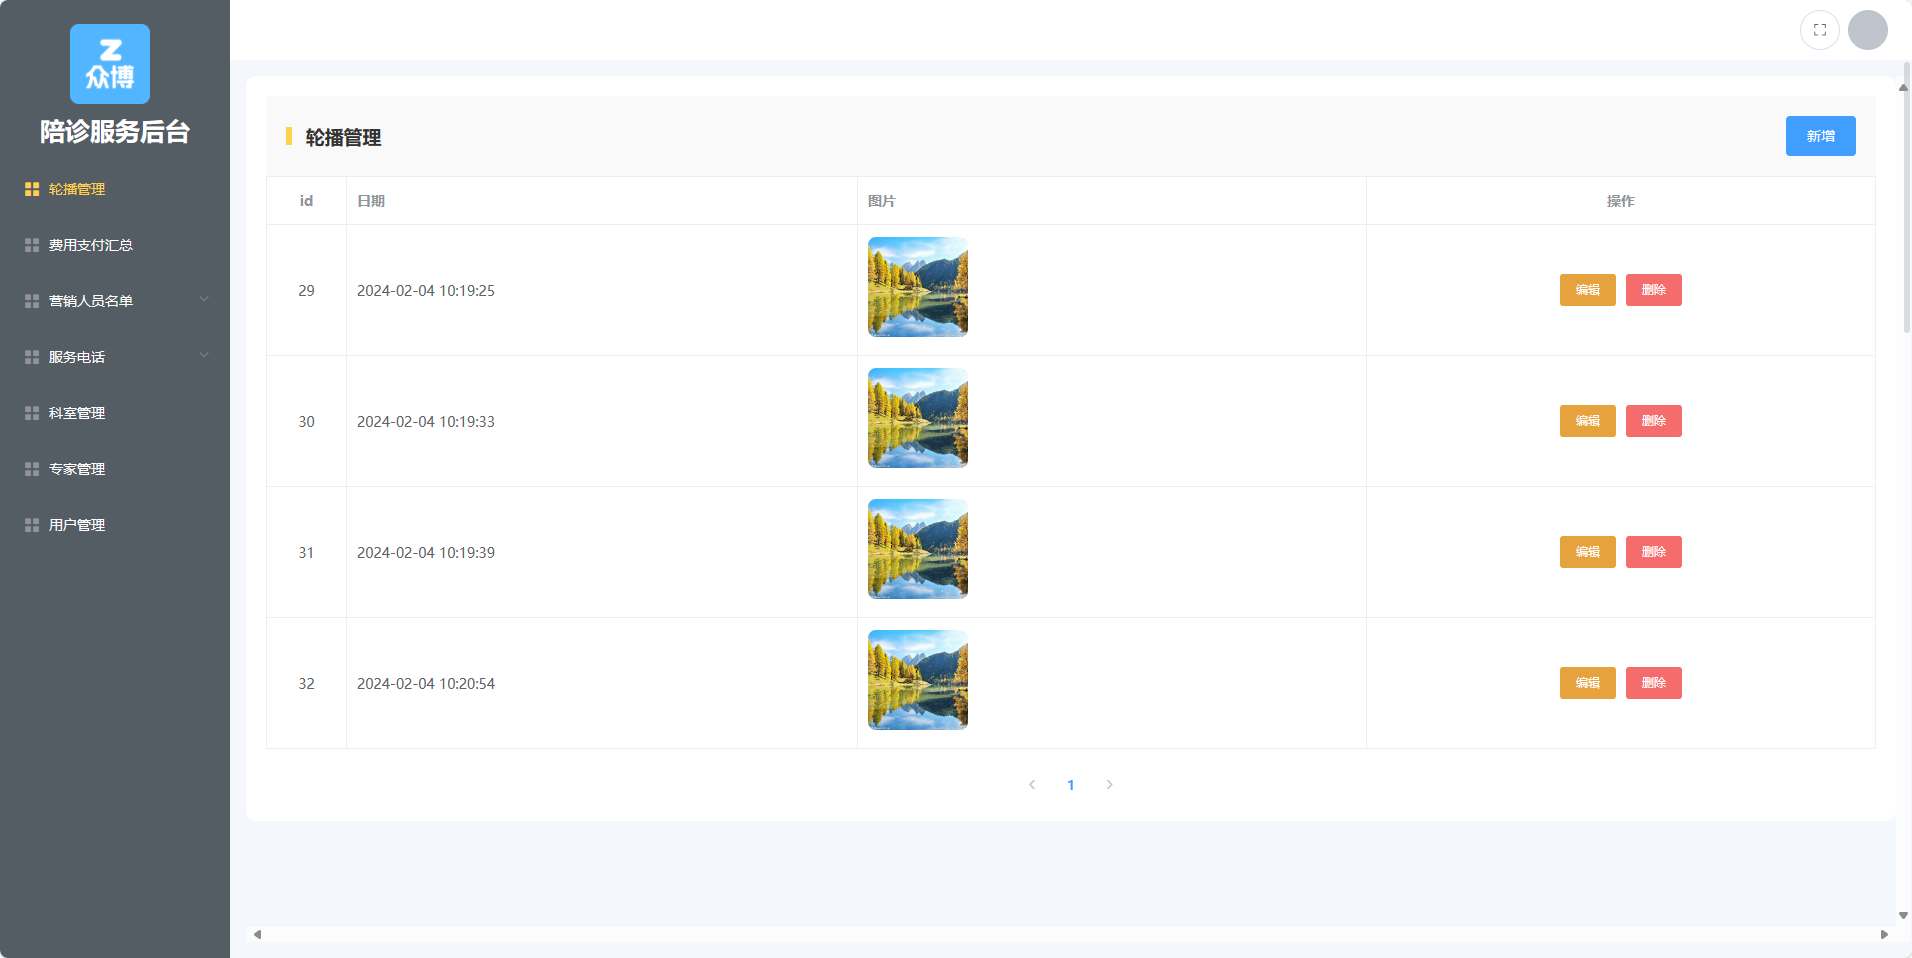 Z
众博
陪诊服务后台
轮播管理
费用支付汇总
营销人员名单
服务电话
科室管理
专家管理
用户管理
轮播管理
新增
id 日期 图片 操作
29 2024-02-04 10:19:25 编辑 删除
30 2024-02-04 10:19:33 编辑 删除
31 2024-02-04 10:19:39 编辑 删除
32 2024-02-04 10:20:54 编辑 删除
1